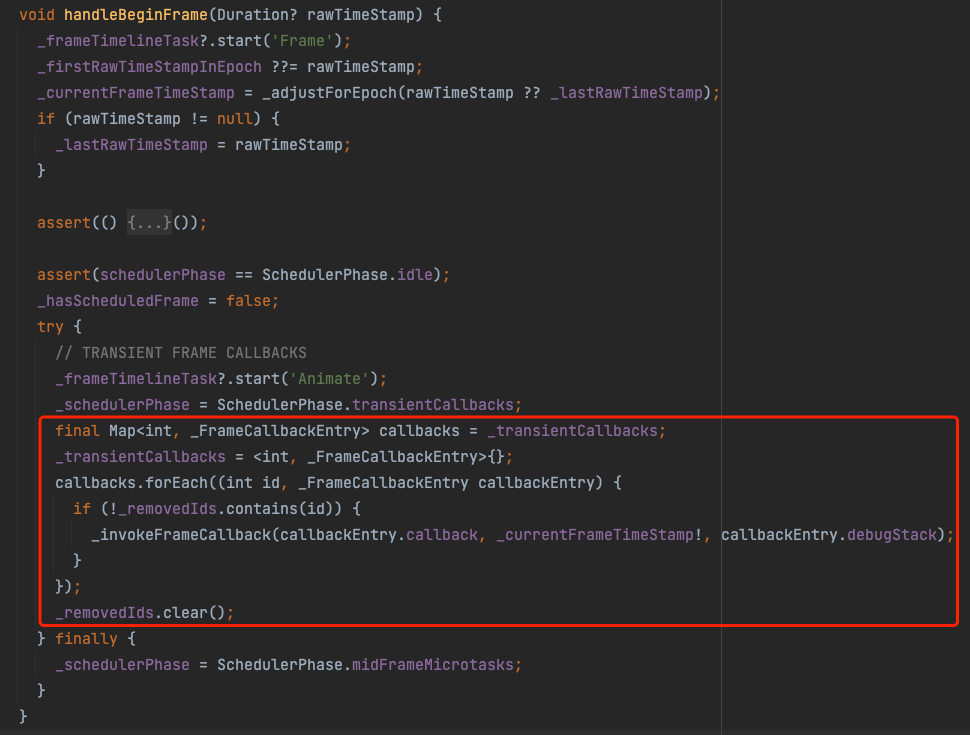 void handleBeginFrame(Duration? rawTimeStamp) {
_frameTimelineTask?.start('Frame');
_firstRawTimeStampInEpoch ??= rawTimeStamp;
_currentFrameTimeStamp = _adjustForEpoch(rawTimeStamp ?? _lastRawTimeStamp);
if (rawTimeStamp != null) {
_lastRawTimeStamp = rawTimeStamp;
}
assert(() {...}());
assert(schedulerPhase == SchedulerPhase.idle);
_hasScheduledFrame = false;
try {
// TRANSIENT FRAME CALLBACKS
_frameTimelineTask?.start('Animate');
_schedulerPhase = SchedulerPhase.transientCallbacks;
final Map<int, _FrameCallbackEntry> callbacks = _transientCallbacks;
_transientCallbacks = <int, _FrameCallbackEntry>{};
callbacks.forEach((int id, _FrameCallbackEntry callbackEntry) {
if (!_removedIds.contains(id)) {
_invokeFrameCallback(callbackEntry.callback, _currentFrameTimeStamp!, callbackEntry.debugStack);
}
});
_removedIds.clear();
} finally {
_schedulerPhase = SchedulerPhase.midFrameMicrotasks;
}
}